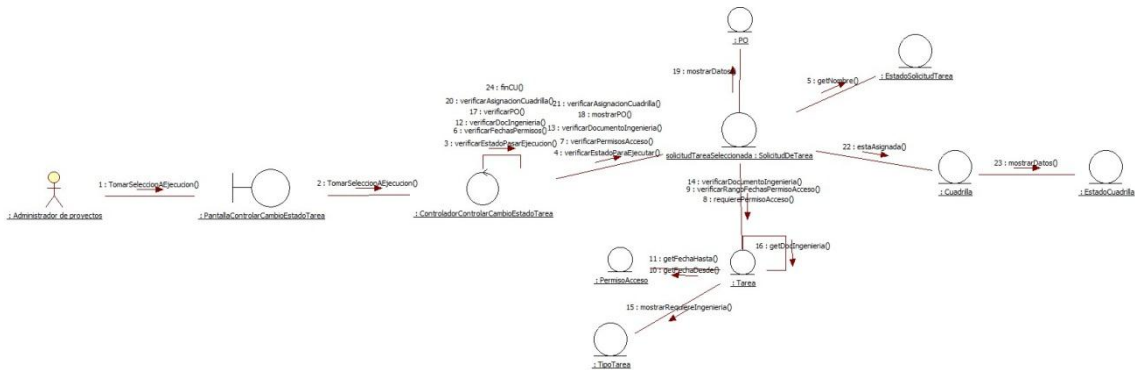 : PO
19 : mostrarDatos()
: EstadoSolicitudTarea
5 : getNombre()
24 : finCU()
20 : verificarAsignacionCuadrilla()
21 : verificarAsignacionCuadrilla()
17 : verificarPO()
18 : mostrarPO()
12 : verificarDocIngenieria()
13 : verificarDocumentoIngenieria()
6 : verificarFechasPermisos()
7 : verificarPermisosAcceso()
3 : verificarEstadoPasarEjecucion()
4 : verificarEstadoParaEjecutar()
solicitudTareaSeleccionada : SolicitudDeTarea
22 : estaAsignada()
23 : mostrarDatos()
1 : TomarSeleccionAEjecucion()
2 : TomarSeleccionAEjecucion()
: Administrador de proyectos
: PantallaControlarCambioEstadoTarea
: ControladorControlarCambioEstadoTarea
: Cuadrilla
: EstadoCuadrilla
14 : verificarDocumentoIngenieria()
9 : verificarRangoFechasPermisoAcceso()
8 : requierePermisoAcceso()
16 : getDocIngenieria()
11 : getFechaHasta()
10 : getFechaDesde()
: PermisoAcceso
: Tarea
15 : mostrarRequiereIngenieria()
: TipoTarea